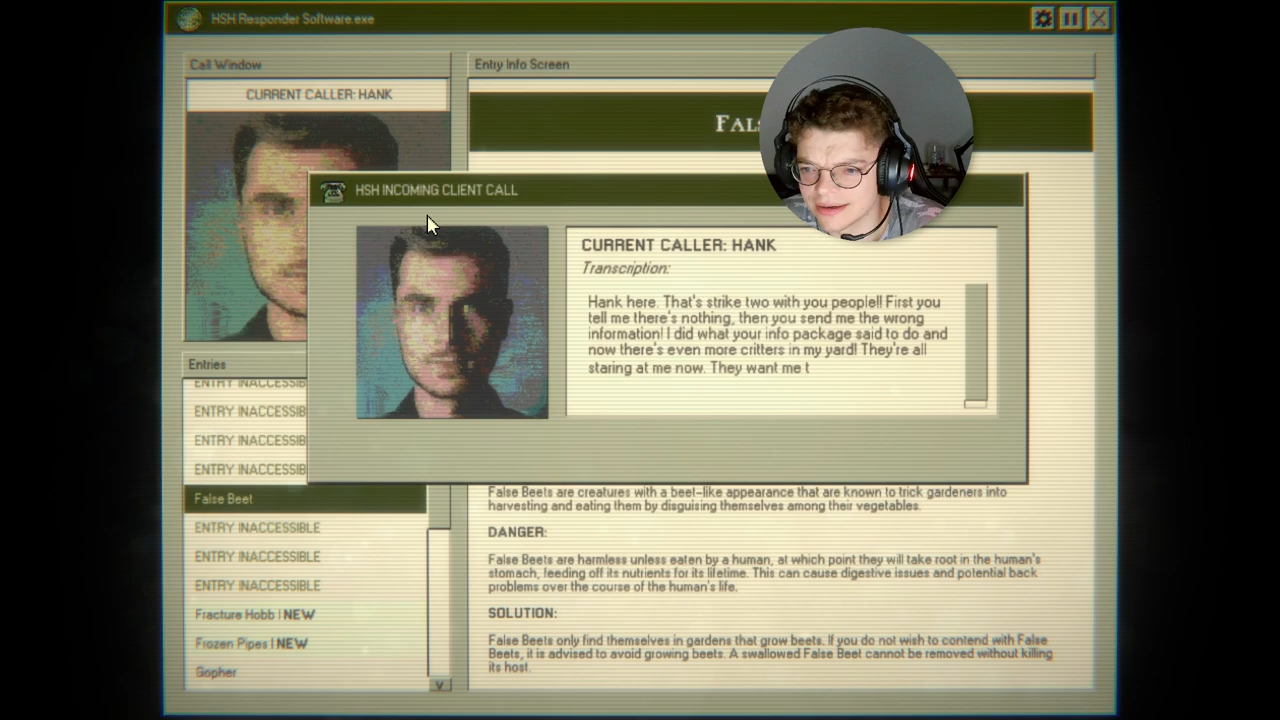 HSH Responder Software.exe
Call Window
CURRENT CALLER: HANK
Entry Info Screen
HSH INCOMING CLIENT CALL
CURRENT CALLER: HANK
Transcription:
Hank here. That's strike two with you people!! First you
tell me there's nothing, then you send me the wrong
information! I did what your info package said to do and
now there's even more critters in my yard! They're all
staring at me now. They want me t
Entries
ENTRY INACCESSIB
ENTRY INACCESSIB
ENTRY INACCESSIB
ENTRY INACCESSIB
False Beet
ENTRY INACCESSIBLE
ENTRY INACCESSIBLE
ENTRY INACCESSIBLE
Fracture Hobb | NEW
Frozen Pipes | NEW
Gopher
False Beets are creatures with a beet-like appearance that are known to trick gardeners into
harvesting and eating them by disguising themselves among their vegetables.
DANGER:
False Beets are harmless unless eaten by a human, at which point they will take root in the human's
stomach, feeding off its nutrients for its lifetime. This can cause digestive issues and potential back
problems over the course of the human's life.
SOLUTION:
False Beets only find themselves in gardens that grow beets. If you do not wish to contend with False
Beets, it is advised to avoid growing beets. A swallowed False Beet cannot be removed without killing
its host.